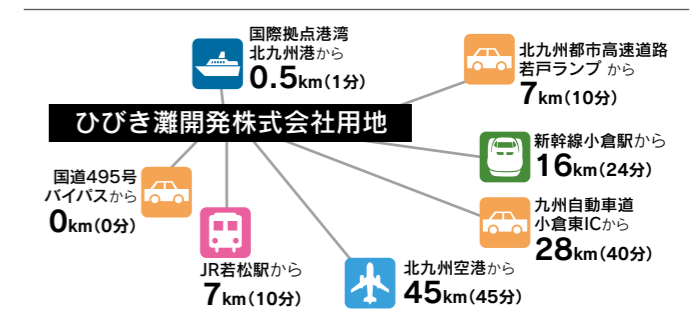 国際拠点港湾
北九州港から
0.5km(1分)
北九州都市高速道路
若戸ランプ から
7km(10分)
ひびき灘開発株式会社用地
新幹線小倉駅から
16km(24分)
国道495号
バイパスから
0km(0分)
九州自動車道
小倉東ICから
28km(40分)
JR若松駅から
7km(10分)
北九州空港から
45km(45分)